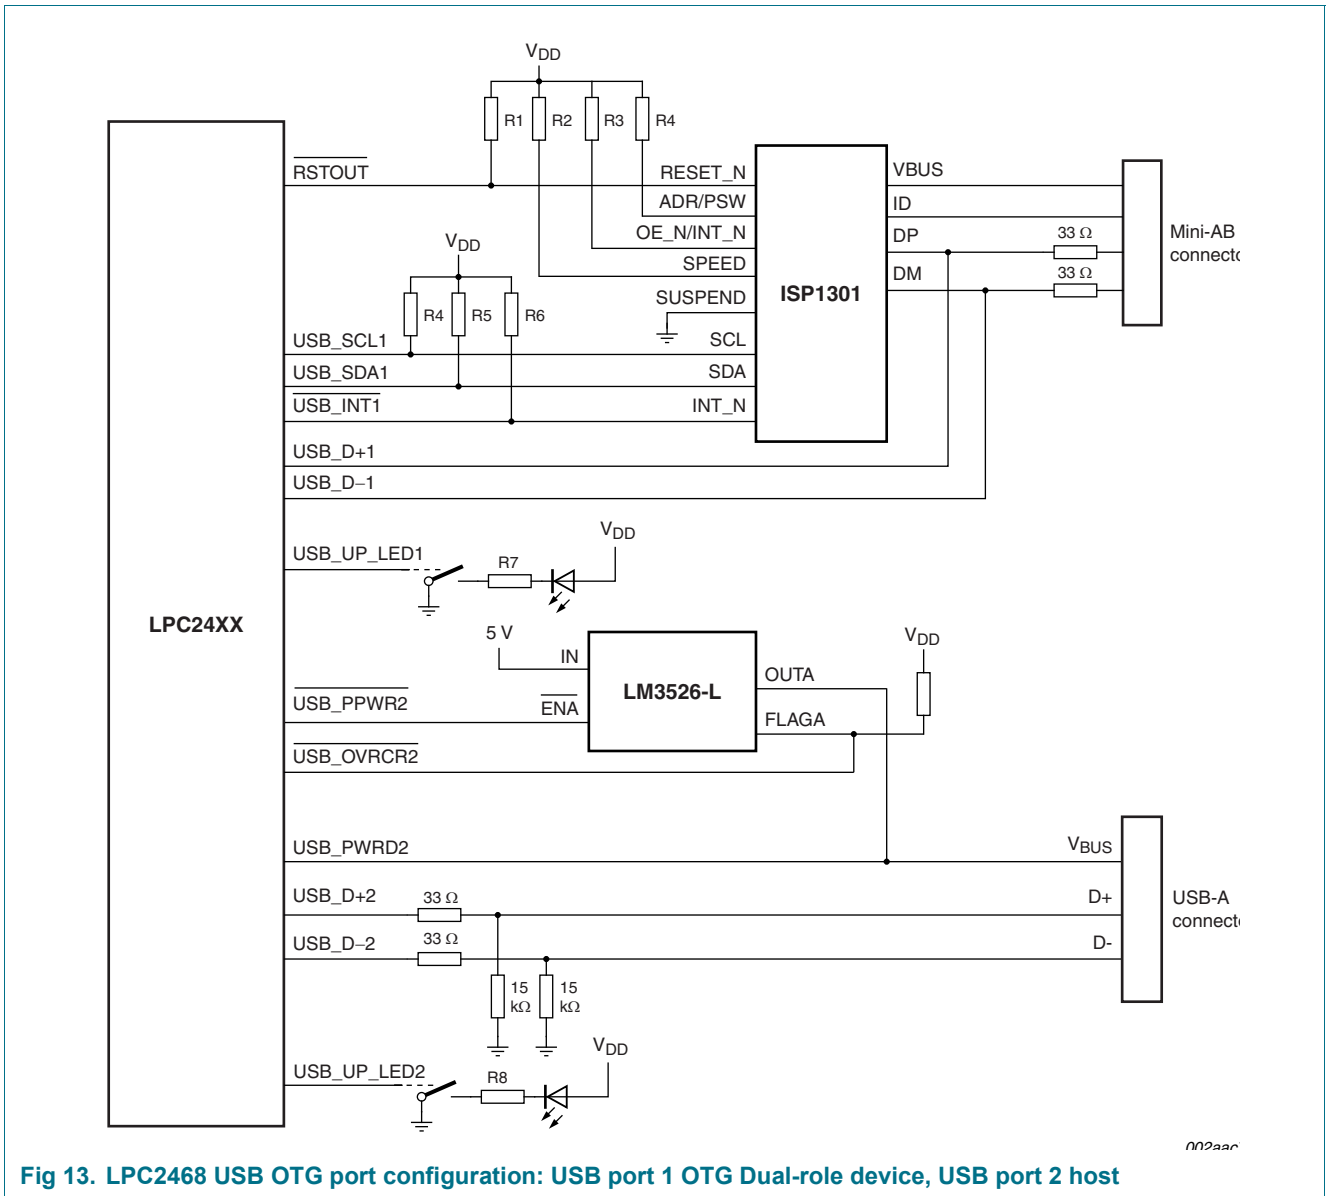 VDD
R1 R2 R3 R4
RSTOUT
RESET_N
ADR/PSW
OE_N/INT_N
SPEED
SUSPEND
SCL
SDA
INT_N
ISP1301
VBUS
ID
DP
DM
33 Ω
33 Ω
Mini-AB
VDD
R4 R5 R6
USB_SCL1
USB_SDA1
USB_INT1
USB_D+1
USB_D−1
USB_UP_LED1
R7
VDD
LPC24XX
5 V
IN
ENA
LM3526-L
OUTA
FLAGA
VDD
USB_PPWR2
USB_OVRCR2
USB_PWRD2
VBUS
USB_D+2
33 Ω
D+
USB_D−2
33 Ω
D-
USB-A
15 kΩ
15 kΩ
USB_UP_LED2
R8
VDD
Fig 13. LPC2468 USB OTG port configuration: USB port 1 OTG Dual-role device, USB port 2 host